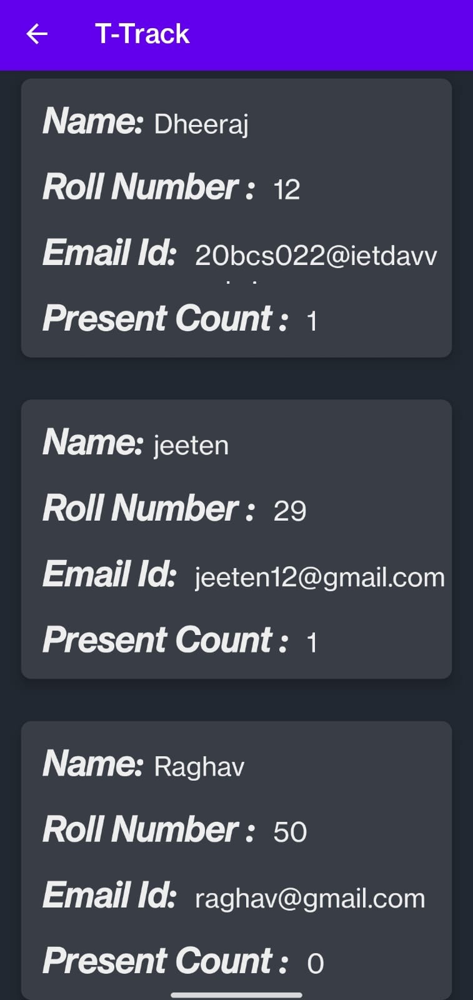 T-Track
Name: Dheeraj
Roll Number : 12
Email Id: 20bcs022@ietdavv
Present Count : 1
Name: jeeten
Roll Number : 29
Email Id: jeeten12@gmail.com
Present Count : 1
Name: Raghav
Roll Number : 50
Email Id: raghav@gmail.com
Present Count : 0